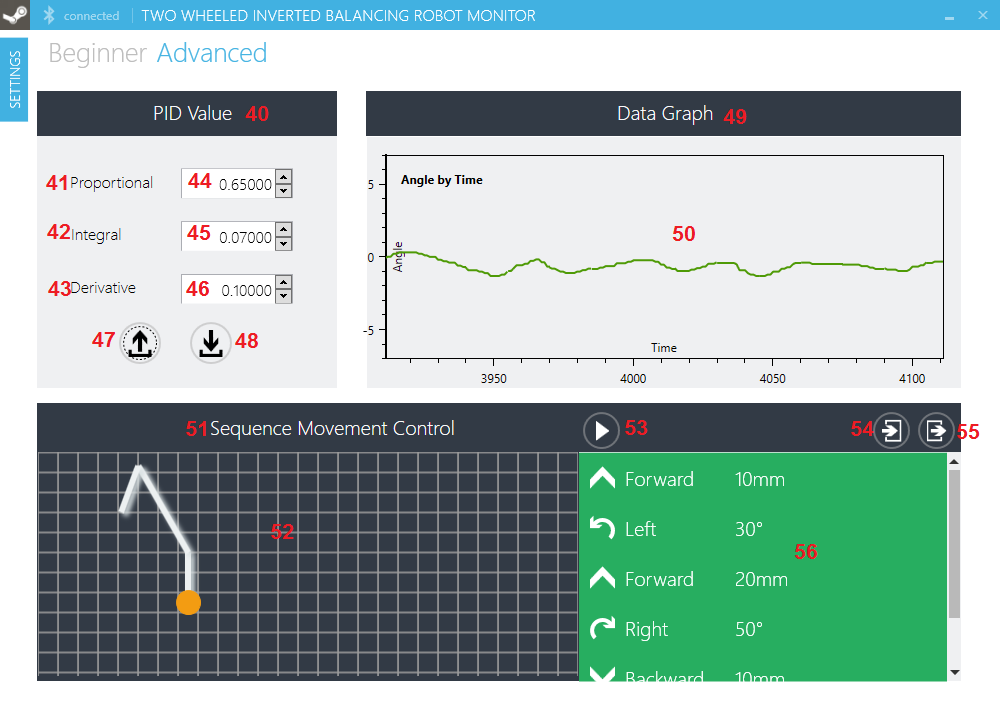 connected TWO WHEELED INVERTED BALANCING ROBOT MONITOR
SETTINGS
Beginner Advanced
PID Value 40
41 Proportional 44 0.65000
42 Integral 45 0.07000
43 Derivative 46 0.10000
47 48
Data Graph 49
Angle by Time
50
5
0
-5
Angle
Time
3950 4000 4050 4100
51 Sequence Movement Control 53 54 55
52
Forward 10mm
Left 30°
56
Forward 20mm
Right 50°
Backward 10mm